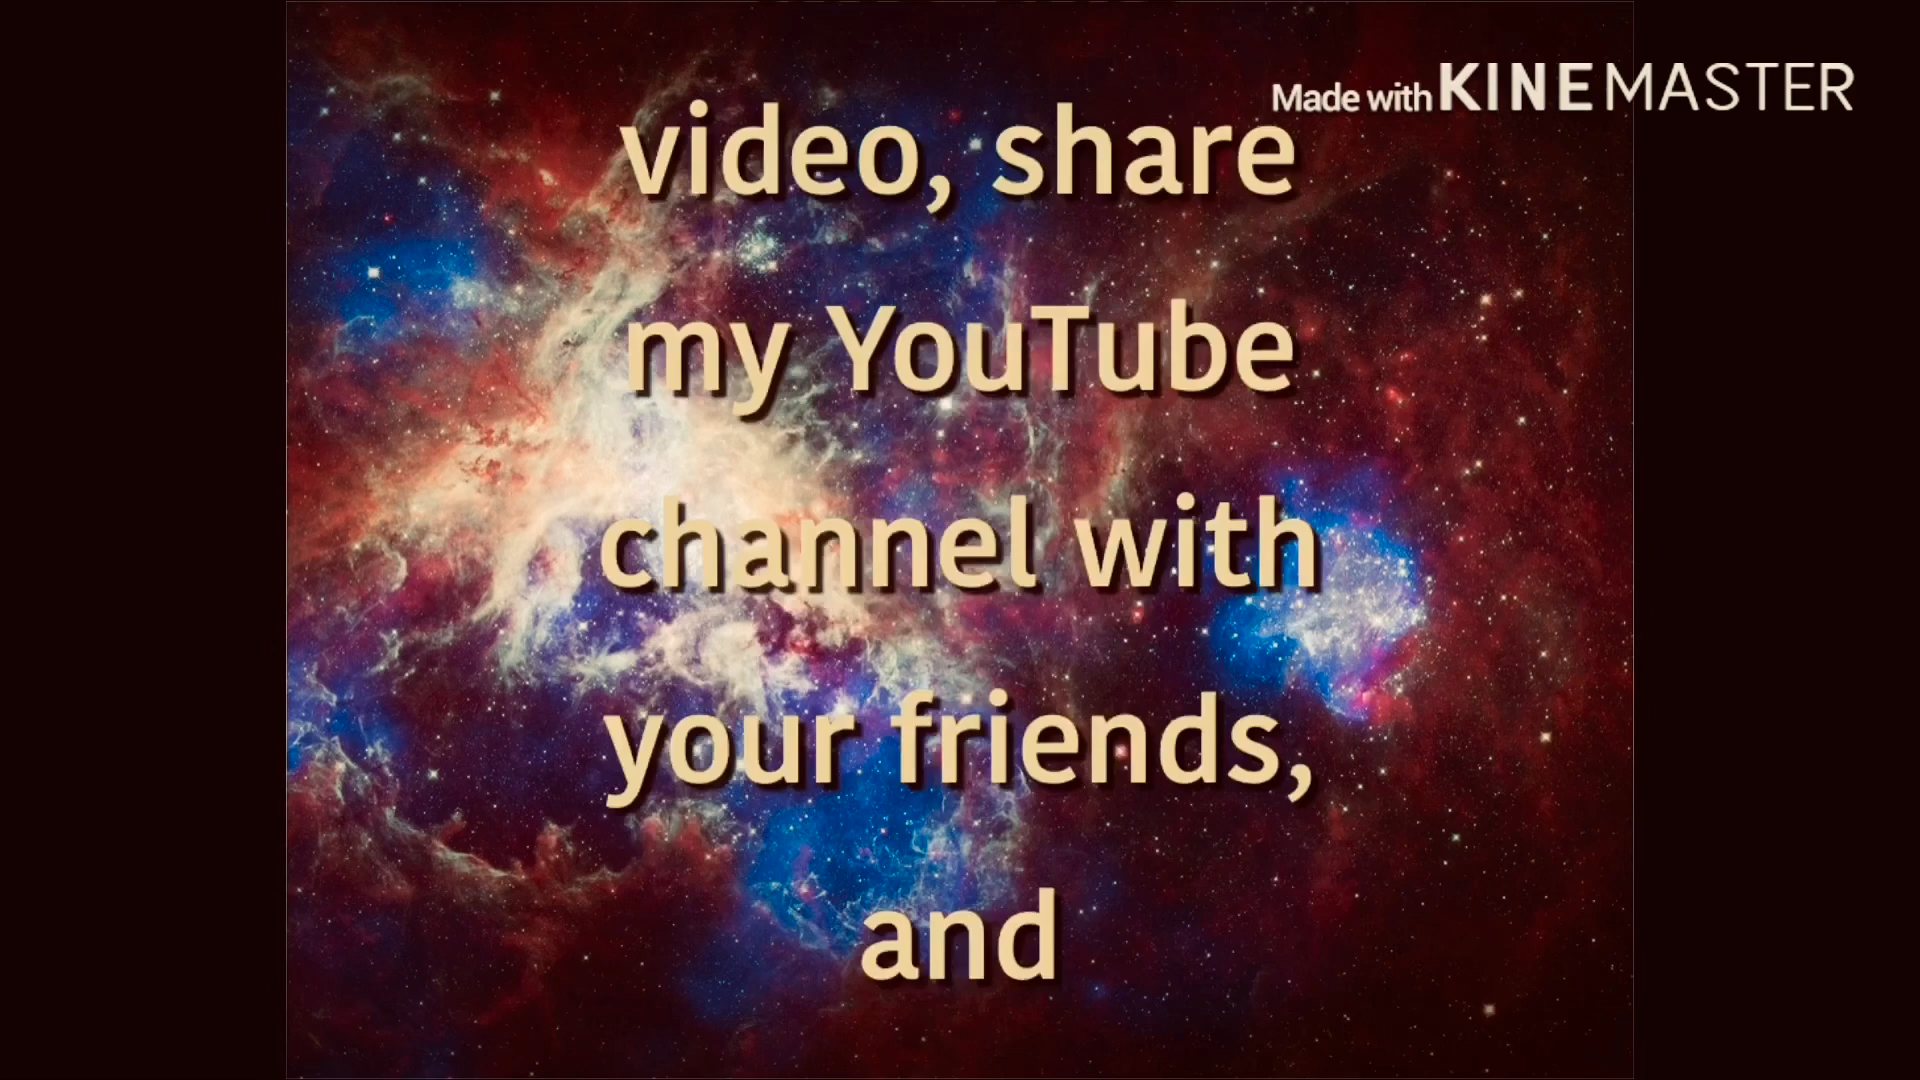 Made with KINEMASTER
video, share
my YouTube
channel with
your friends,
and